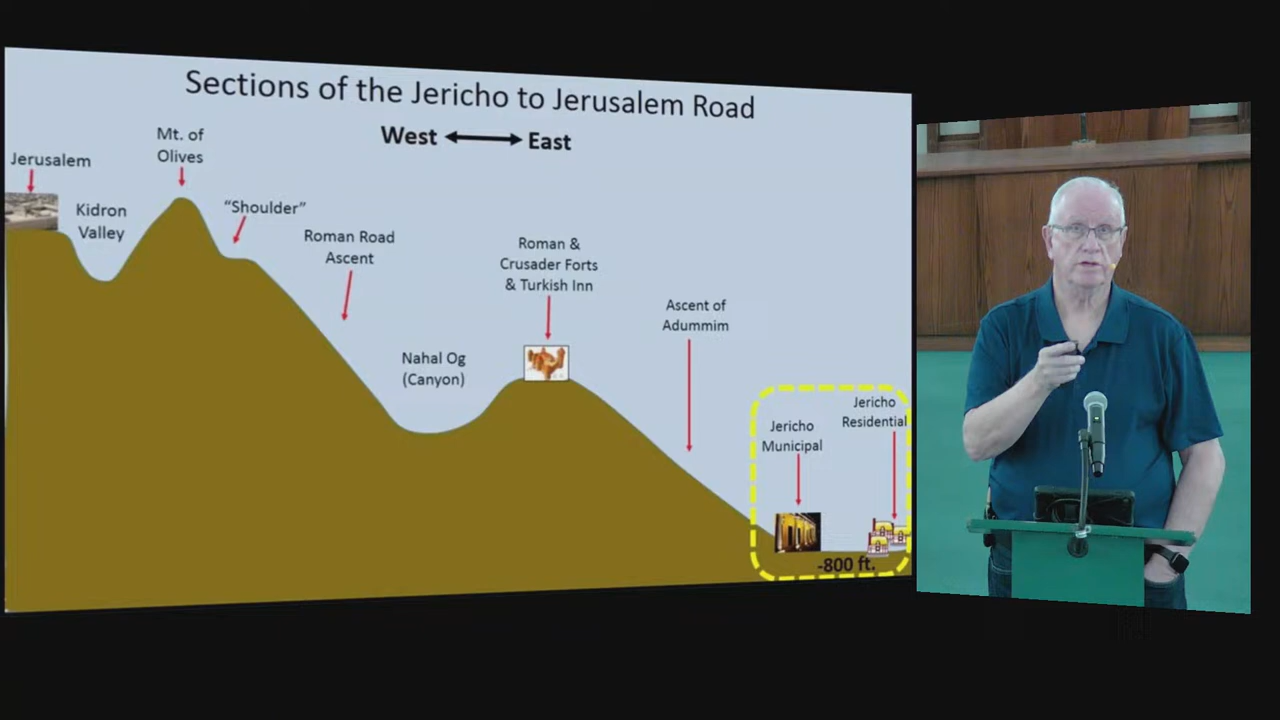 Sections of the Jericho to Jerusalem Road
West East
Jerusalem
Mt. of
Olives
Kidron
Valley
“Shoulder”
Roman Road
Ascent
Nahal Og
(Canyon)
Roman &
Crusader Forts
& Turkish Inn
Ascent of
Adummim
Jericho
Municipal
Jericho
Residential
-800 ft.